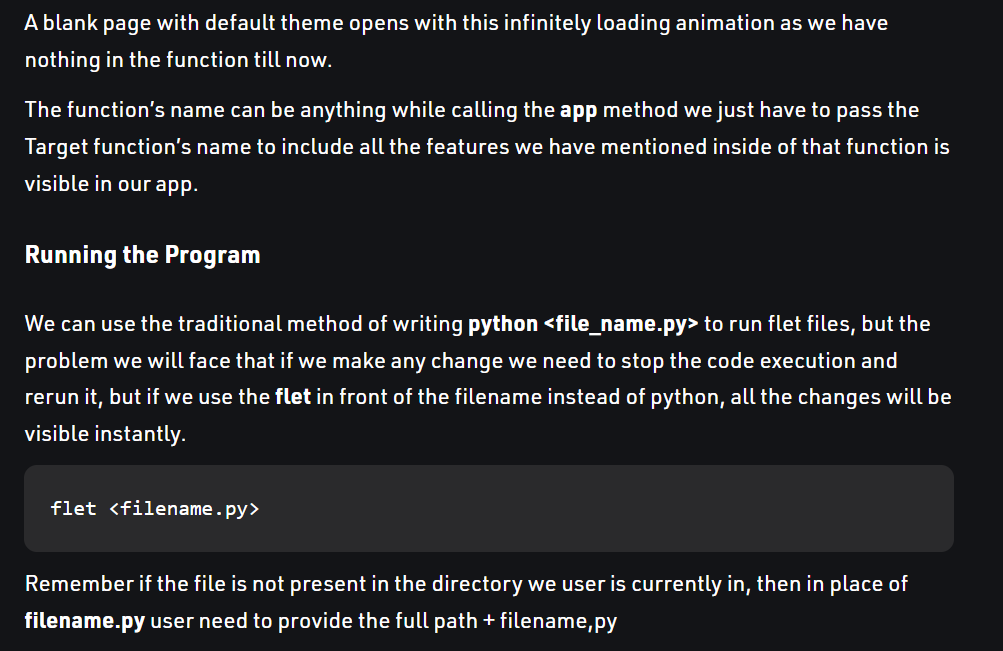 A blank page with default theme opens with this infinitely loading animation as we have
nothing in the function till now.
The function’s name can be anything while calling the app method we just have to pass the
Target function’s name to include all the features we have mentioned inside of that function is
visible in our app.
Running the Program
We can use the traditional method of writing python <file_name.py> to run flet files, but the
problem we will face that if we make any change we need to stop the code execution and
rerun it, but if we use the flet in front of the filename instead of python, all the changes will be
visible instantly.
flet <filename.py>
Remember if the file is not present in the directory we user is currently in, then in place of
filename.py user need to provide the full path + filename,py